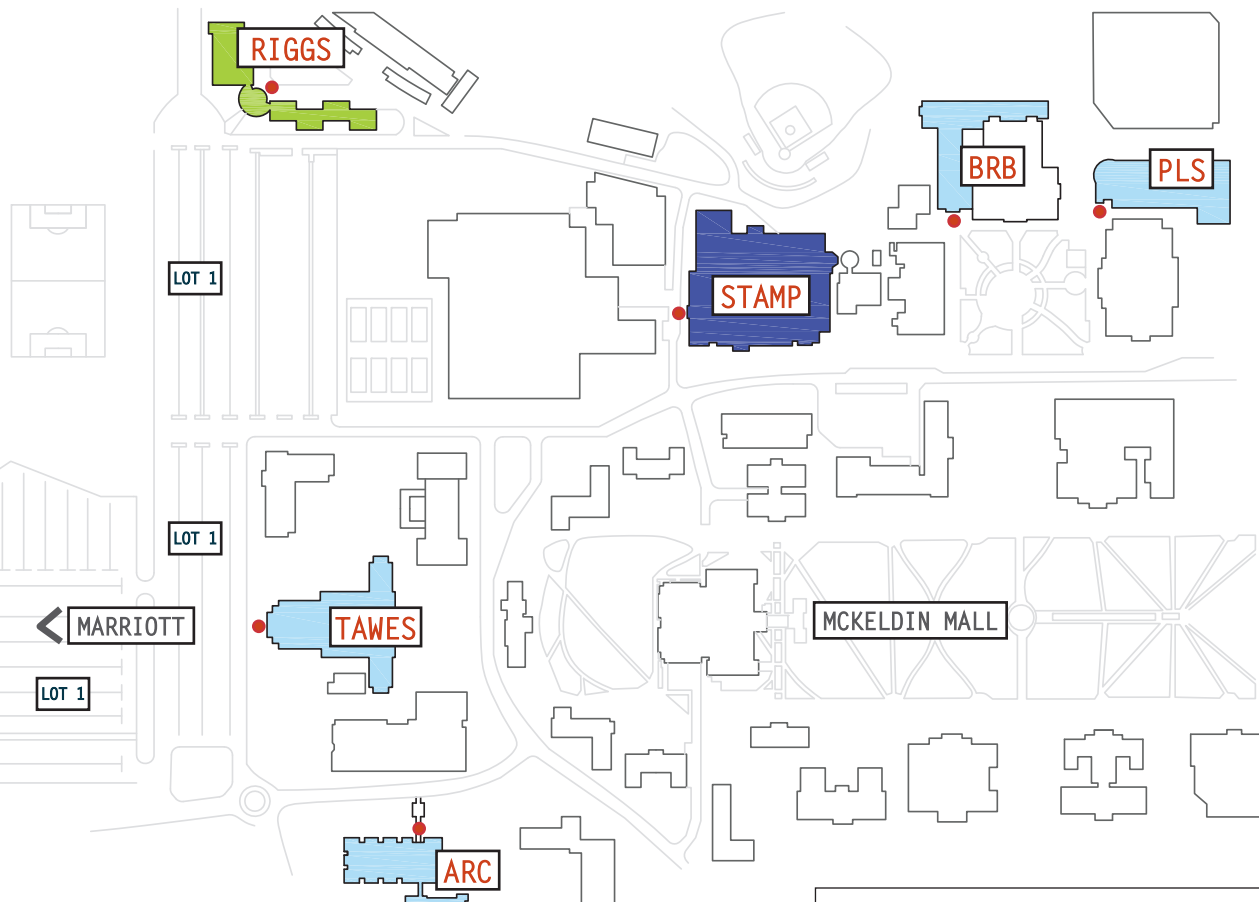 RIGGS
BRB
PLS
LOT 1
STAMP
LOT 1
MARRIOTT
TAWES
MCKELDIN MALL
LOT 1
ARC